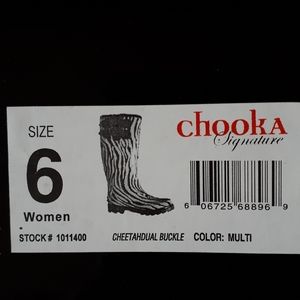 SIZE
6
Women
STOCK # 1011400
CHEETAHDUAL BUCKLE
chooKA
Signature
6 06725 68896 9
COLOR: MULTI